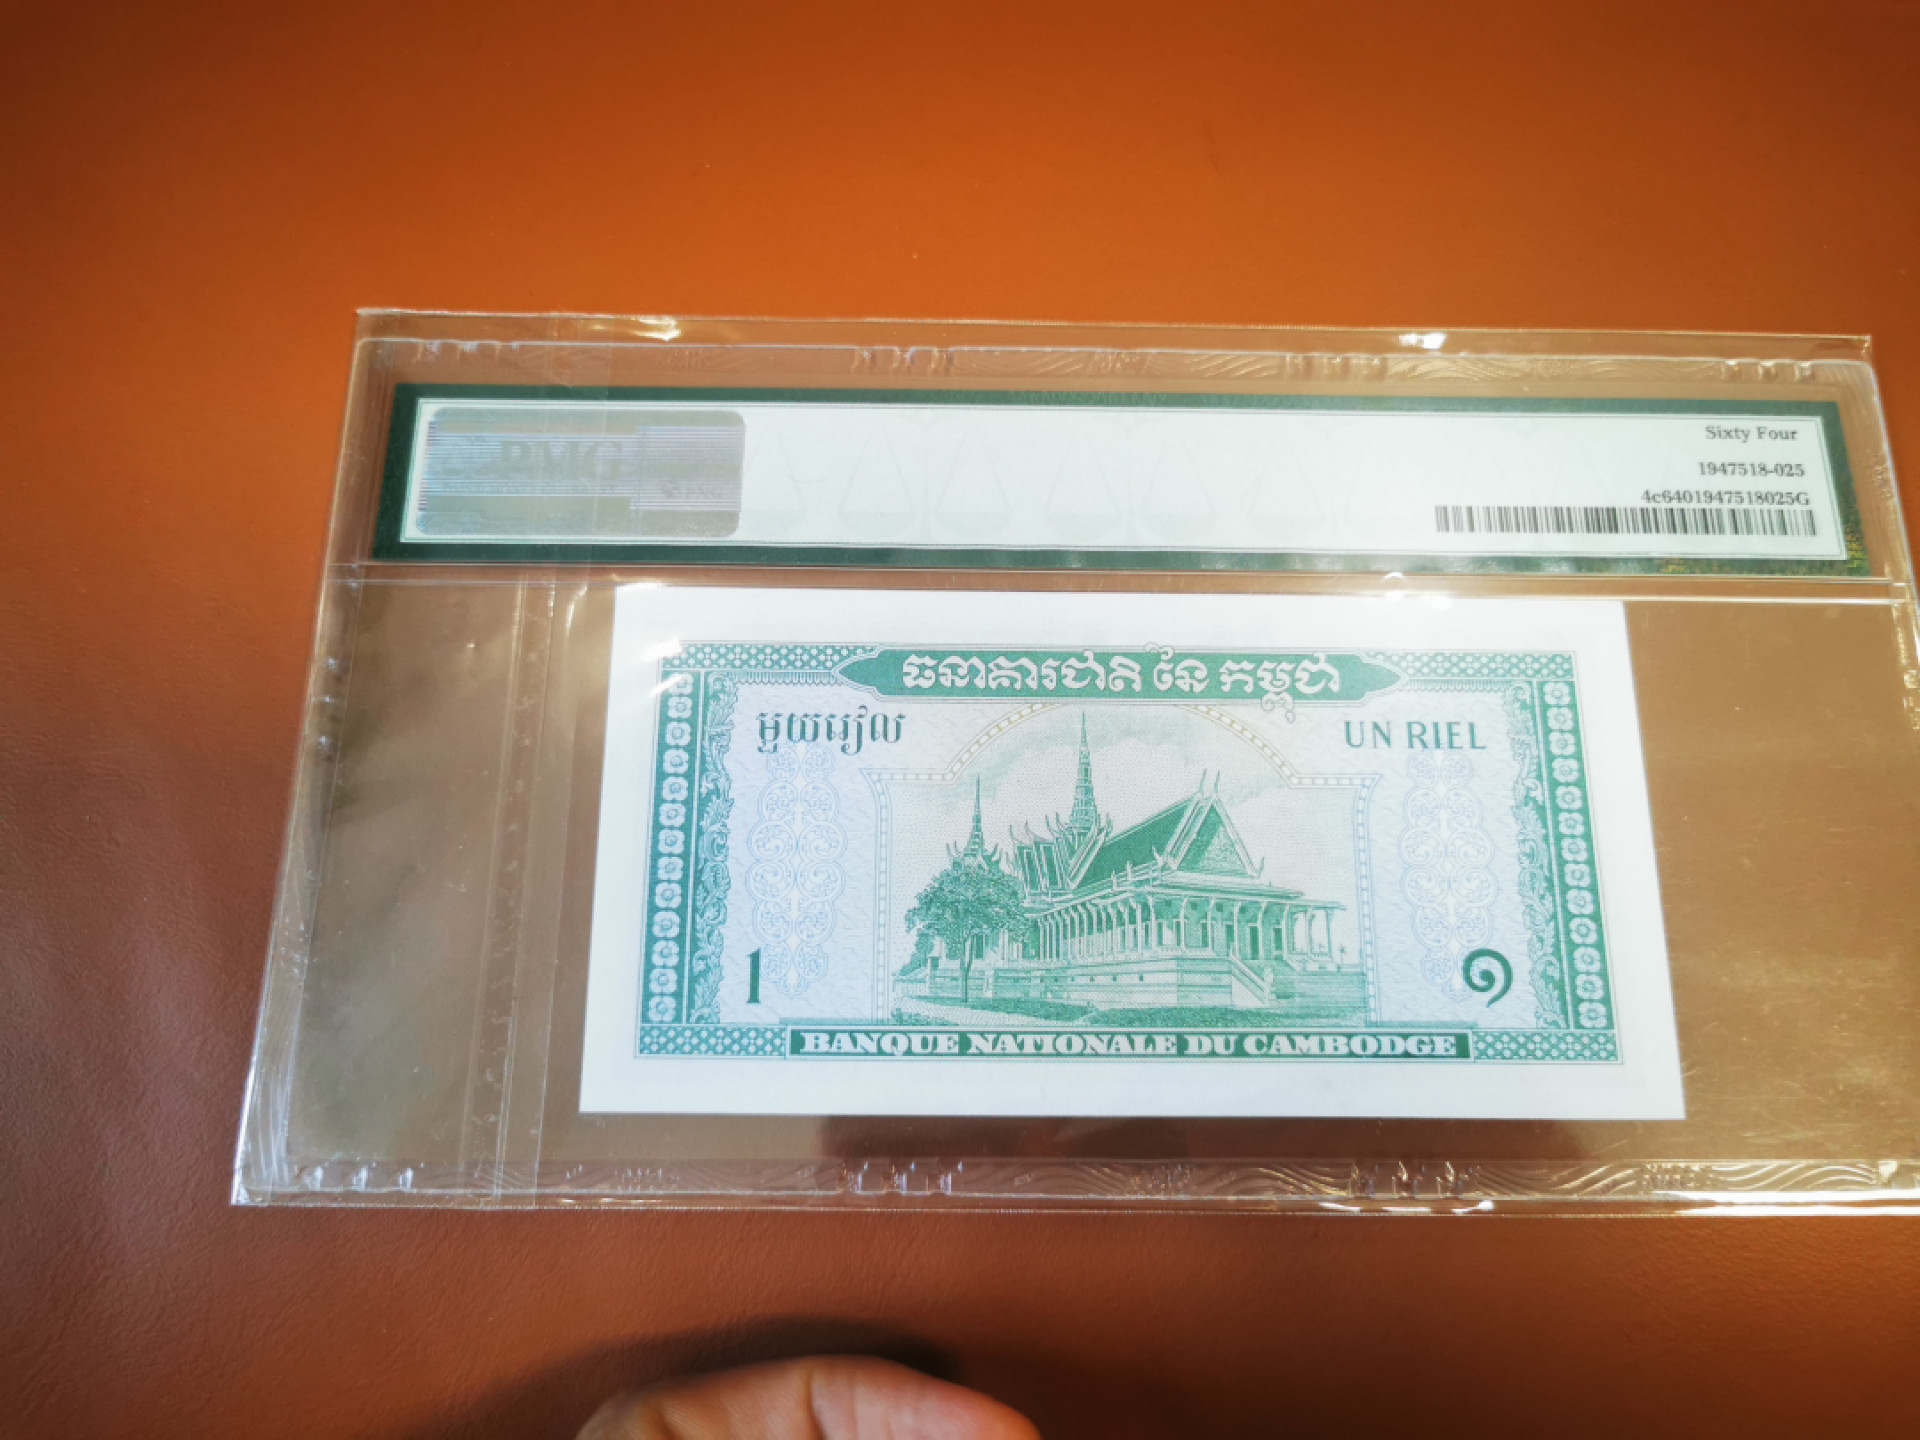 PMG
Sixty Four
1947518-025
4c6401947518025G
ធនាគារជាតិ នៃ កម្ពុជា
មួយរៀល
UN RIEL
1
១
BANQUE NATIONALE DU CAMBODGE